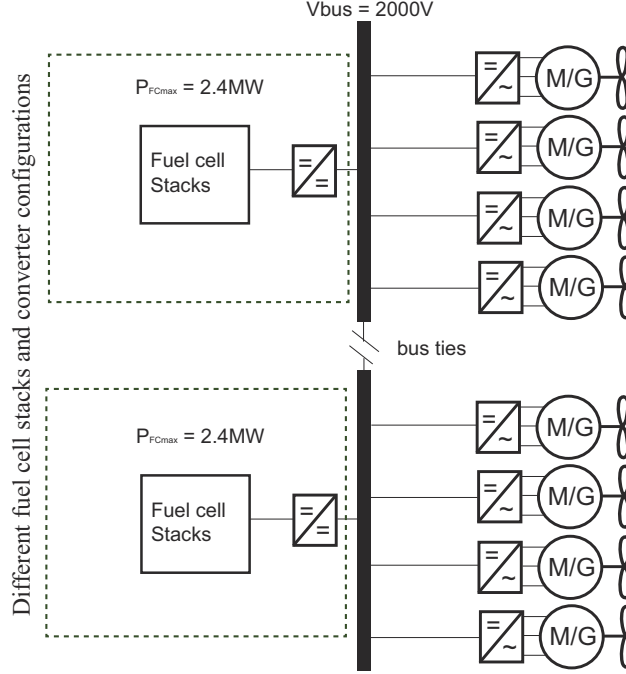 Vbus = 2000V
Different fuel cell stacks and converter configurations
P_FCmax = 2.4MW
Fuel cell
Stacks
=
=
=
~
M/G
=
~
M/G
=
~
M/G
=
~
M/G
bus ties
P_FCmax = 2.4MW
Fuel cell
Stacks
=
=
=
~
M/G
=
~
M/G
=
~
M/G
=
~
M/G